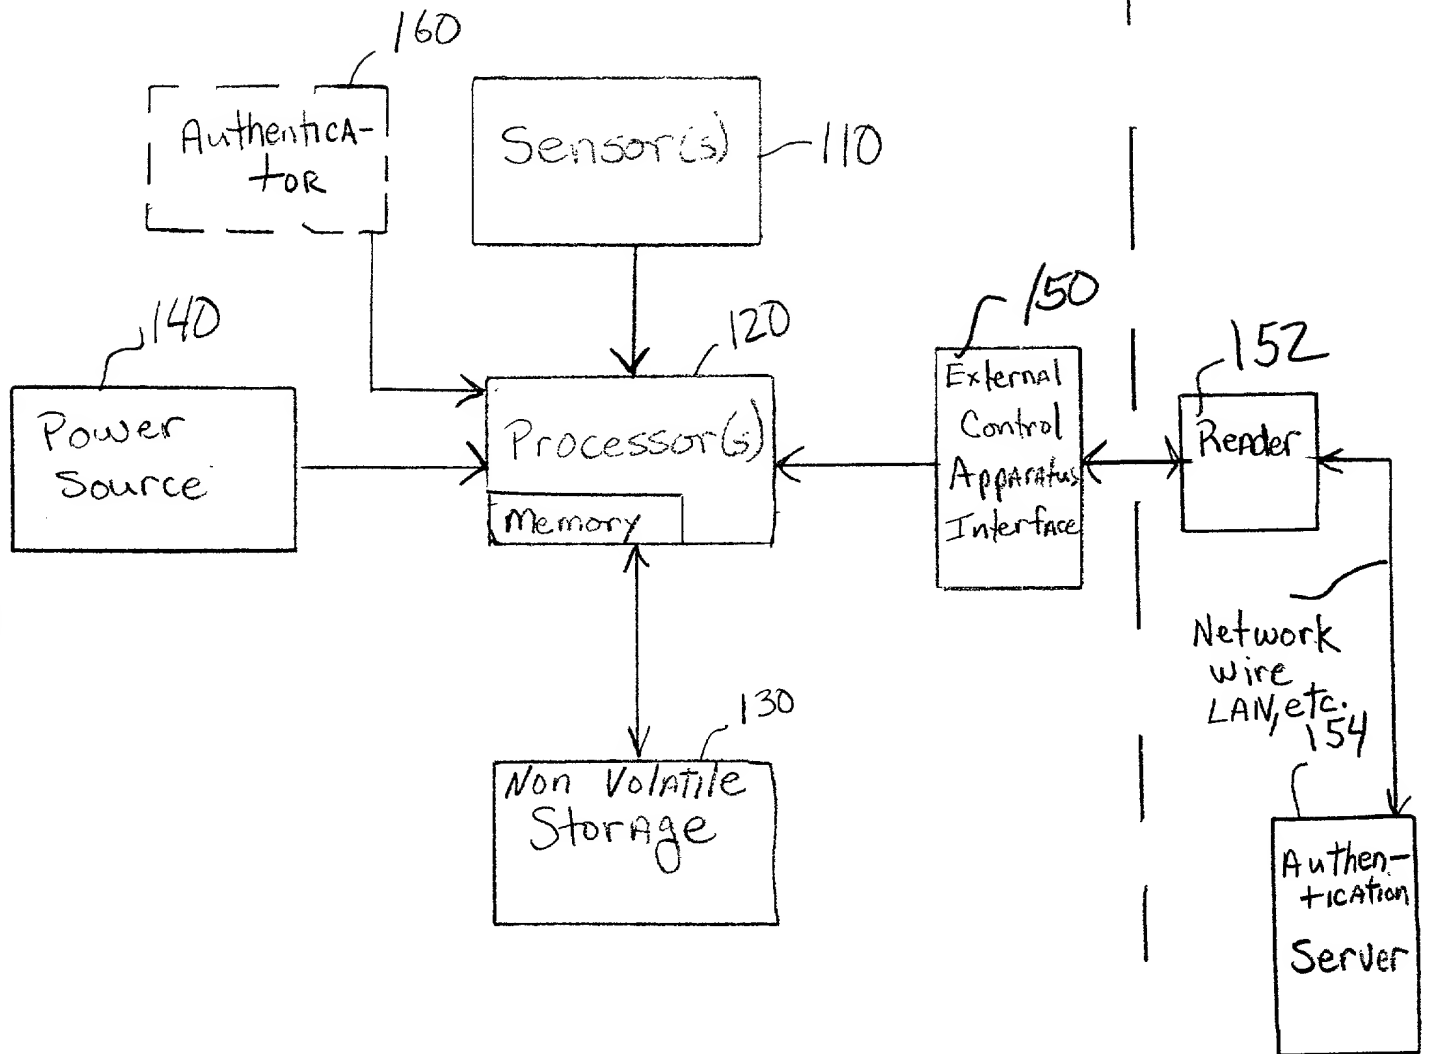 160
Authentica-
tor
Sensor(s)
110
140
Power
Source
120
Processor(s)
Memory
150
External
Control
Apparatus
Interface
152
Reader
Network
wire
LAN, etc.
154
130
Non Volatile
Storage
Authen-
tication
Server